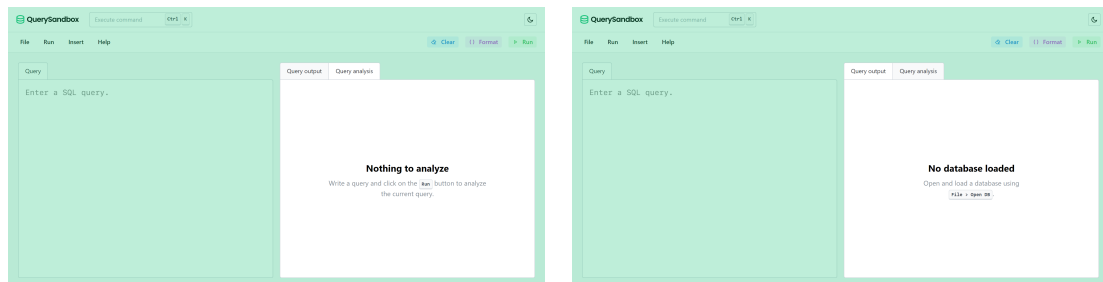 QuerySandbox Execute command Ctrl K
File Run Insert Help Clear Format Run
Query Query output Query analysis
Enter a SQL query.
Nothing to analyze
Write a query and click on the Run button to analyze
the current query.
QuerySandbox Execute command Ctrl K
File Run Insert Help Clear Format Run
Query Query output Query analysis
Enter a SQL query.
No database loaded
Open and load a database using
File > Open DB.